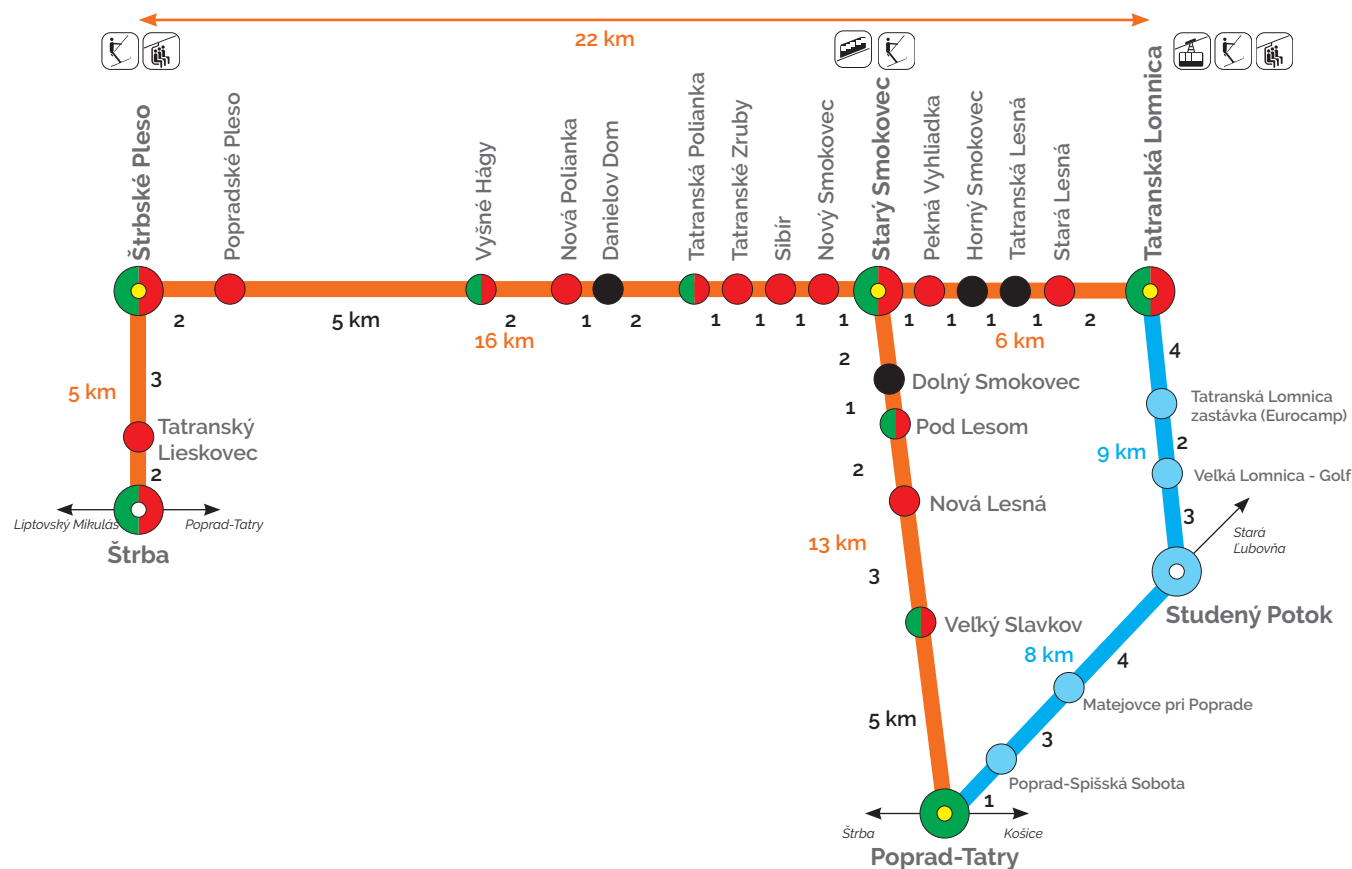 22 km
Štrbské Pleso
Popradské Pleso
Vyšné Hágy
Nová Polianka
Danielov Dom
Tatranská Polianka
Tatranské Zruby
Sibír
Nový Smokovec
Starý Smokovec
Pekná Vyhliadka
Horný Smokovec
Tatranská Lesná
Stará Lesná
Tatranská Lomnica
2
5 km
2
1
2
1
1
1
1
1
1
1
1
2
16 km
6 km
3
5 km
Tatranský
Lieskovec
2
Liptovský Mikuláš
Poprad-Tatry
Štrba
2
Dolný Smokovec
1
Pod Lesom
2
Nová Lesná
13 km
3
Veľký Slavkov
5 km
Štrba
Košice
Poprad-Tatry
4
Tatranská Lomnica
zastávka (Eurocamp)
9 km
2
Veľká Lomnica - Golf
3
Stará
Ľubovňa
Studený Potok
8 km
4
Matejovce pri Poprade
3
Poprad-Spišská Sobota
1